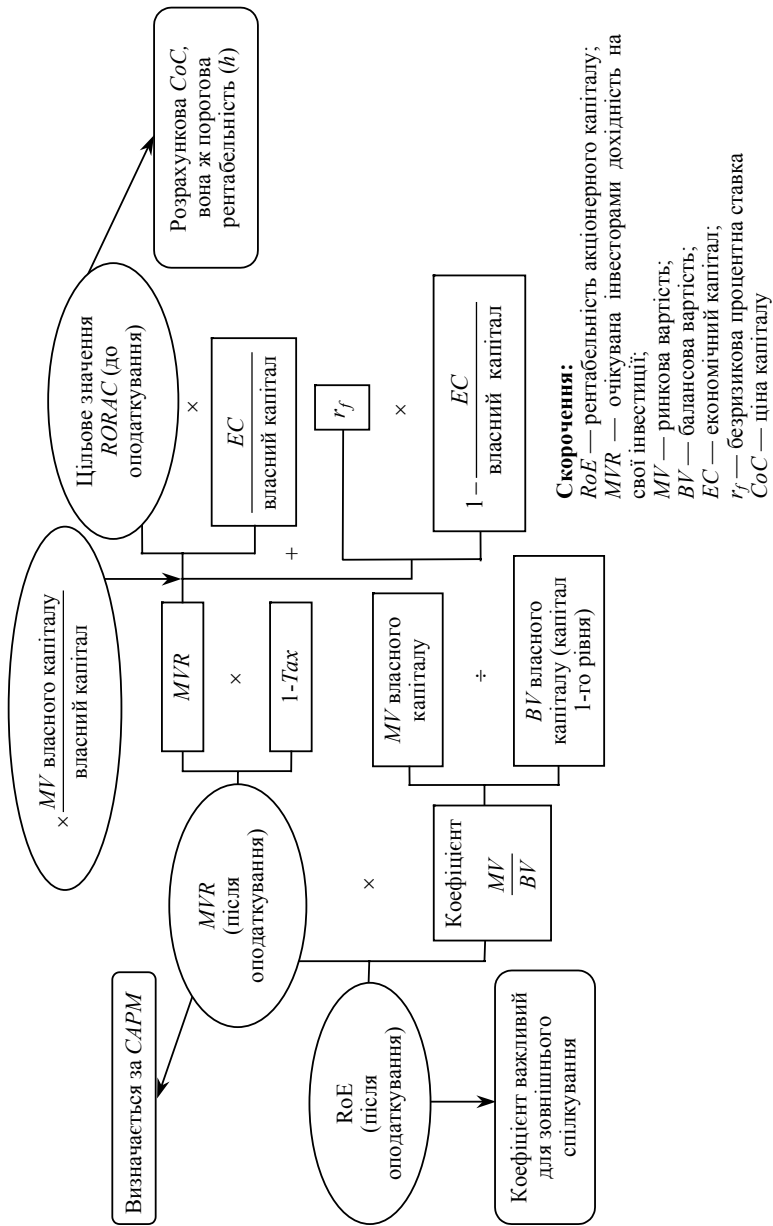 Визначається за CAPM
RoE
(після
оподаткування)
Коефіцієнт важливий
для зовнішнього
спілкування
MVR
(після
оподаткування)
×
Коефіцієнт
MV
BV
× MV власного капіталу
власний капітал
MVR
×
1-Tax
MV власного
капіталу
÷
BV власного
капіталу (капітал
1-го рівня)
Цільове значення
RORAC (до
оподаткування)
×
EC
власний капітал
+
r_f
×
1 – EC
власний капітал
Розрахункова CoC,
вона ж порогова
рентабельність (h)
Скорочення:
RoE — рентабельність акціонерного капіталу;
MVR — очікувана інвесторами дохідність на
свої інвестиції;
MV — ринкова вартість;
BV — балансова вартість;
EC — економічний капітал;
r_f — безризикова процентна ставка
CoC — ціна капіталу